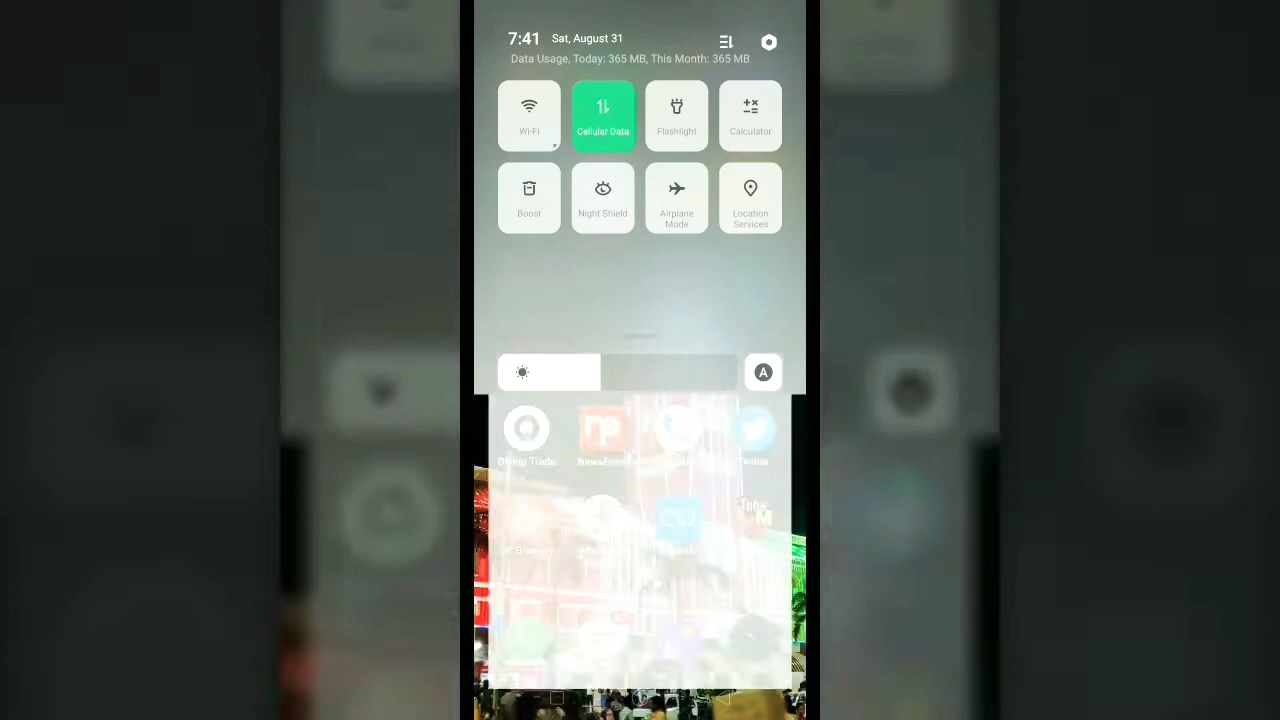 7:41 Sat, August 31
Data Usage, Today: 365 MB, This Month: 365 MB
Wi-Fi
Cellular Data
Flashlight
Calculator
Boost
Night Shield
Airplane
Mode
Location
Services
A
np